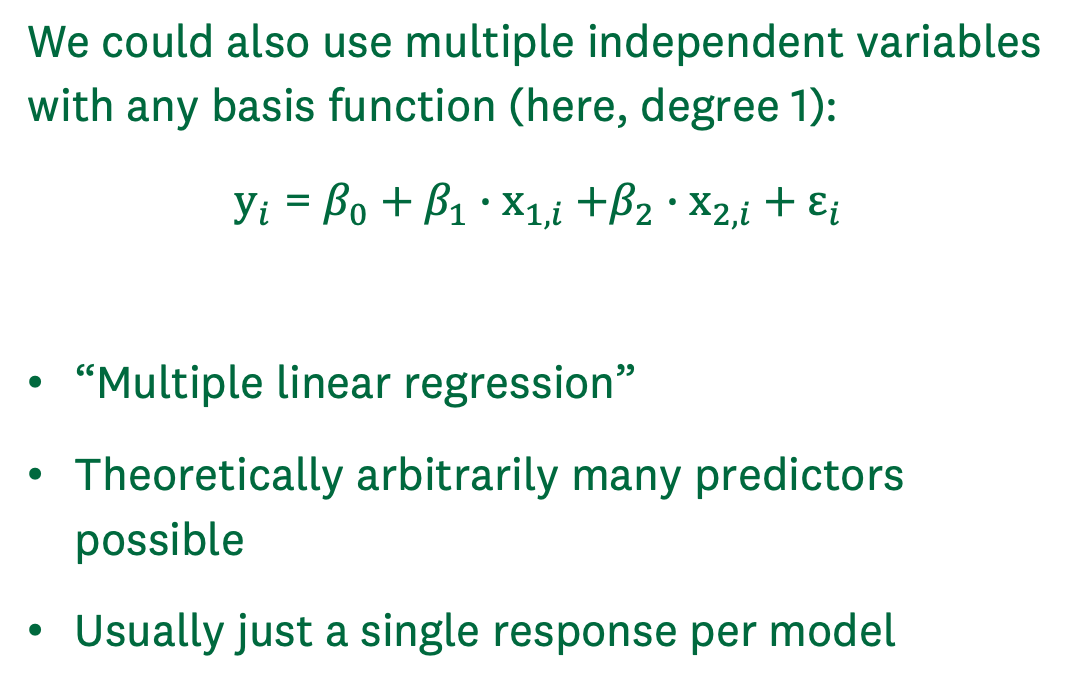 We could also use multiple independent variables
with any basis function (here, degree 1):
yᵢ = β₀ + β₁ · x₁,ᵢ +β₂ · x₂,ᵢ + εᵢ
• “Multiple linear regression”
• Theoretically arbitrarily many predictors
possible
• Usually just a single response per model